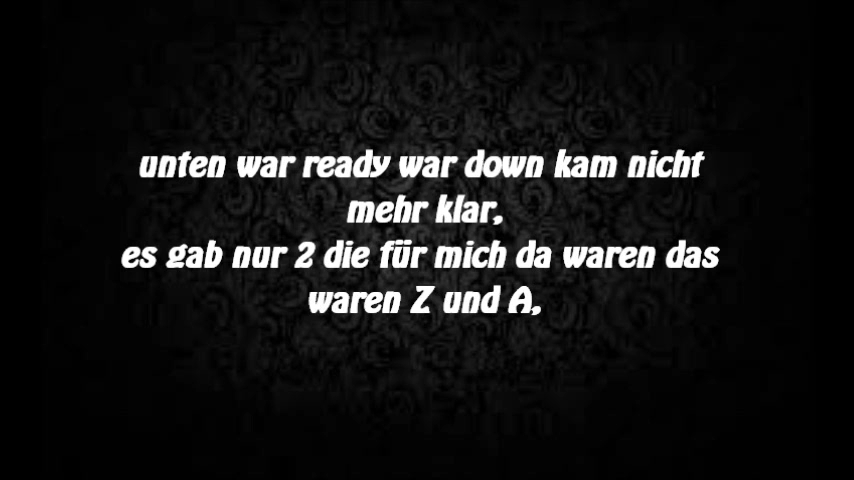 unten war ready war down kam nicht
mehr klar,
es gab nur 2 die für mich da waren das
waren Z und A,